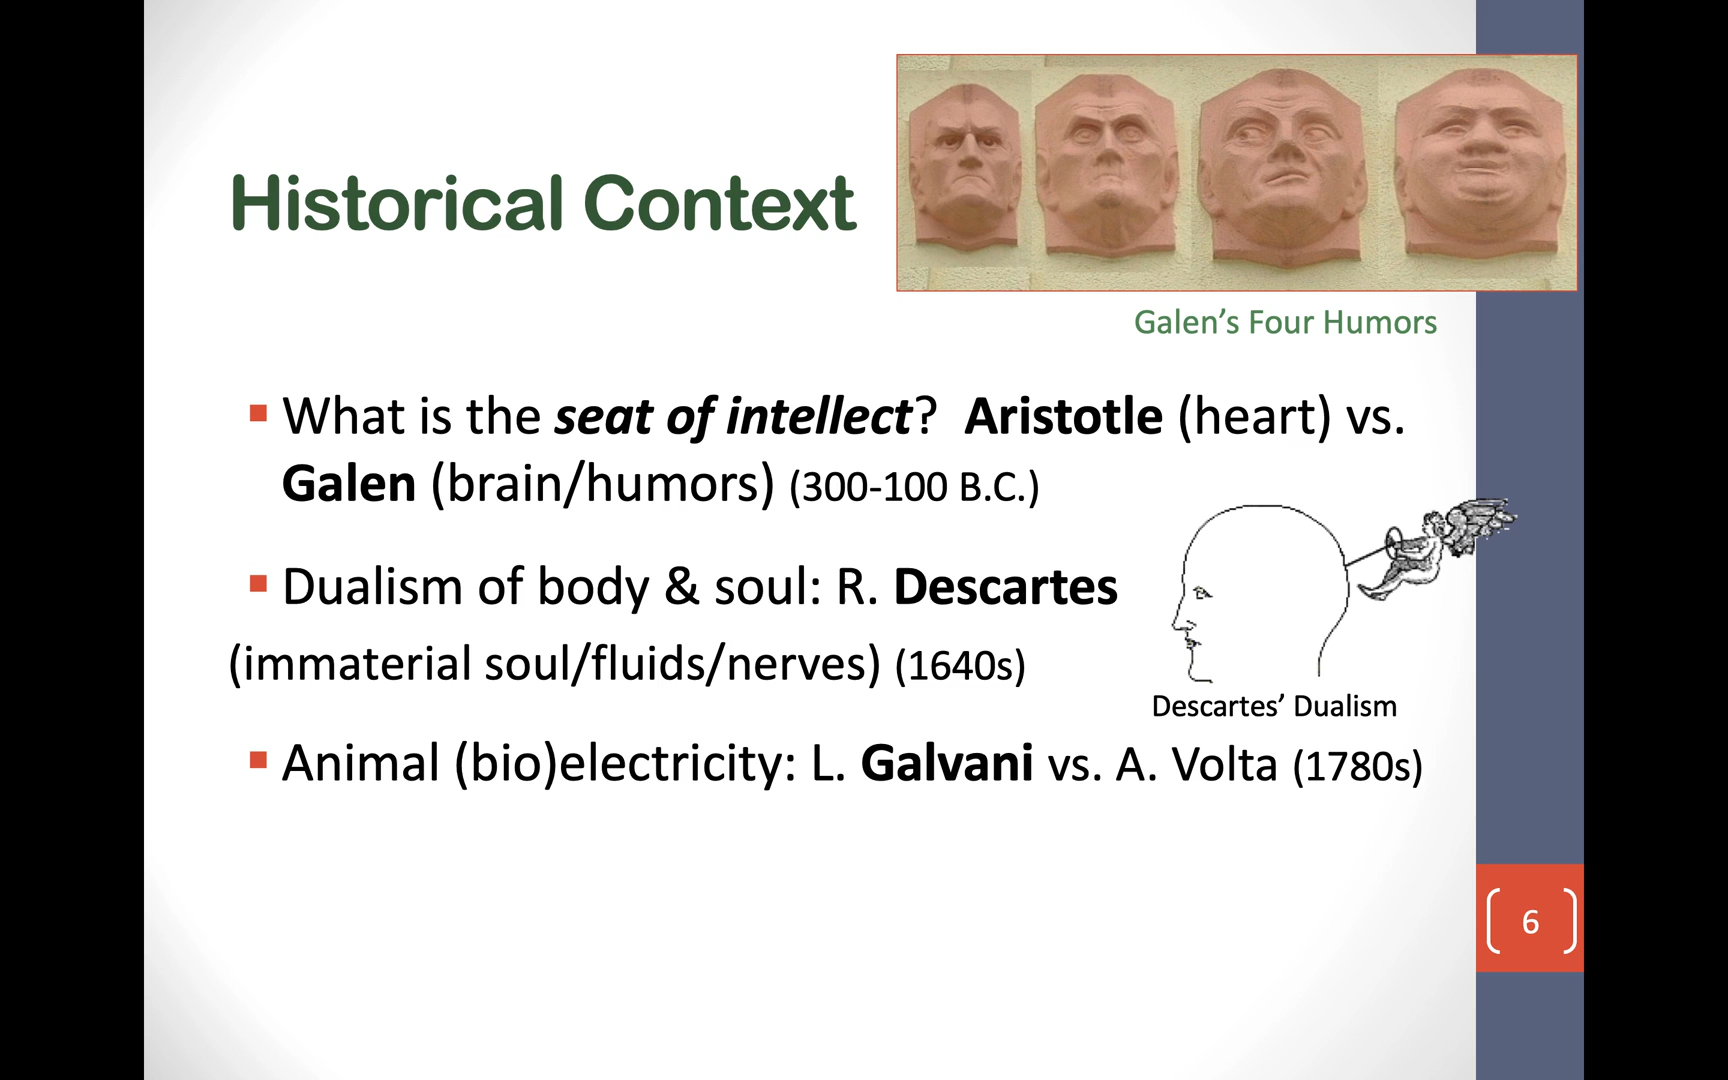 Historical Context
Galen’s Four Humors
What is the seat of intellect?  Aristotle (heart) vs.
Galen (brain/humors) (300-100 B.C.)
Dualism of body & soul: R. Descartes
(immaterial soul/fluids/nerves) (1640s)
Descartes’ Dualism
Animal (bio)electricity: L. Galvani vs. A. Volta (1780s)
6